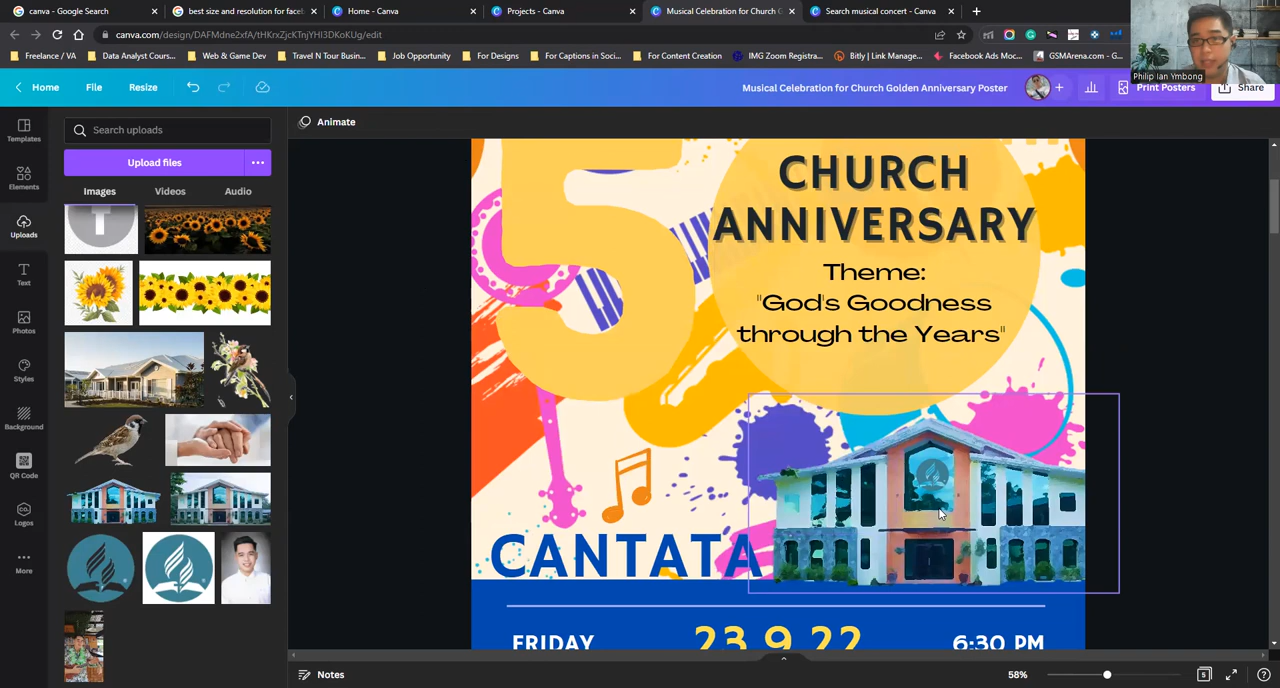 canva - Google Search
best size and resolution for face
Home - Canva
Projects - Canva
Musical Celebration for Church G
Search musical concert - Canva
canva.com/design/DAFMdne2xfA/tHKrxZjcKTnjYHI3DKoKUg/edit
Freelance / VA
Data Analyst Cours...
Web & Game Dev
Travel N Tour Busin...
Job Opportunity
For Designs
For Captions in Soci...
For Content Creation
IMG Zoom Registra...
Bitly | Link Manage...
Facebook Ads Moc...
GSMArena.com - G...
Philip Ian Ymbong
Home
File
Resize
Musical Celebration for Church Golden Anniversary Poster
Print Posters
Share
Templates
Elements
Uploads
Text
Photos
Styles
Background
QR Code
Logos
More
Search uploads
Upload files
Images
Videos
Audio
Animate
5
CHURCH
ANNIVERSARY
Theme:
"God's Goodness
through the Years"
CANTATA
FRIDAY
23.9.22
6:30 PM
Notes
58%
5